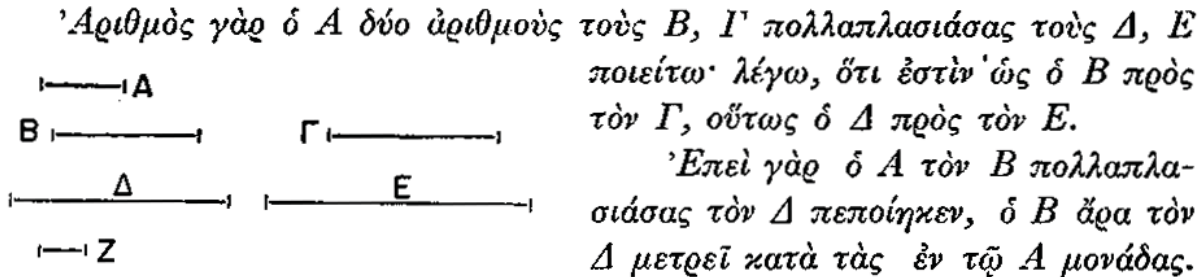 Ἀριθμὸς γὰρ ὁ Α δύο ἀριθμοὺς τοὺς Β, Γ πολλαπλασιάσας τοὺς Δ, Ε
ποιείτω· λέγω, ὅτι ἐστὶν ὡς ὁ Β πρὸς
τὸν Γ, οὕτως ὁ Δ πρὸς τὸν Ε.
Ἐπεὶ γὰρ ὁ Α τὸν Β πολλαπλα-
σιάσας τὸν Δ πεποίηκεν, ὁ Β ἄρα τὸν
Δ μετρεῖ κατὰ τὰς ἐν τῷ Α μονάδας.
Α
Β Γ
Δ Ε
Ζ